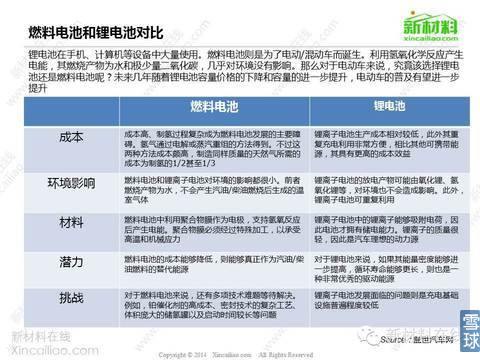 新材料在线
xincailiao.com
燃料电池和锂电池对比
锂电池在手机、计算机等设备中大量使用。燃料电池则是为了电动/混动车而诞生。利用氢氧化学反应产生
电能，其燃烧产物为水和极少量二氧化碳，几乎对环境没有影响。那么对于电动车来说，究竟该选择锂电
池还是燃料电池呢？未来几年随着锂电池容量价格的下降和容量的进一步提升，电动车的普及有望进一步
提升
燃料电池 锂电池
成本
成本高、制氢过程复杂成为燃料电池发展的主要障
碍。氢气通过电解或蒸汽重组的方法得到。不过这
两种方法成本颇高，制造同样质量的天然气所需的
成本为制氢的1/2甚至1/3
锂离子电池生产成本相对较低，此外其重
复充电利用非常方便，相比其他可携带能
源，其具有更高的成本效益
环境影响
燃料电池和锂离子电池对环境的影响都很小。前者
燃烧产物为水，不会产生汽油/柴油燃烧后生成的温
室气体
锂离子电池的放电产物可能由氧化锂、氢
氧化锂等，对环境也不会造成影响。此外，
锂离子电池可重复利用
材料
燃料电池中利用聚合物膜作为电极，支持氢氧反应
后产生电能。聚合物膜必须经过特殊加工，以承受
高温和机械应力
锂离子电池中的锂离子能够吸附电荷，因
此电池才拥有储电能力。锂离子的质量很
轻，因此是汽车理想的动力源
潜力
燃料电池的成本能够降低，则能够真正作为汽油/柴
油燃料的替代能源
对于锂电池来说，如果其能量密度能够进
一步提高，循环寿命能够更长，则也是一
种非常优秀的驱动能源
挑战
对于燃料电池来说，还有多项技术难题等待解决。
例如，铂催化剂的高成本、密封技术的复杂工艺、
体积庞大的储氢罐以及启动时间较长等问题
锂离子电池发展面临的问题则是充电基础
设施普遍程度较低
Source：盖世汽车网
新材料在线
雪球
新材料在线
Xincailiao.com
Copyright © 2014 Xincailiao.com All Rights Reserved